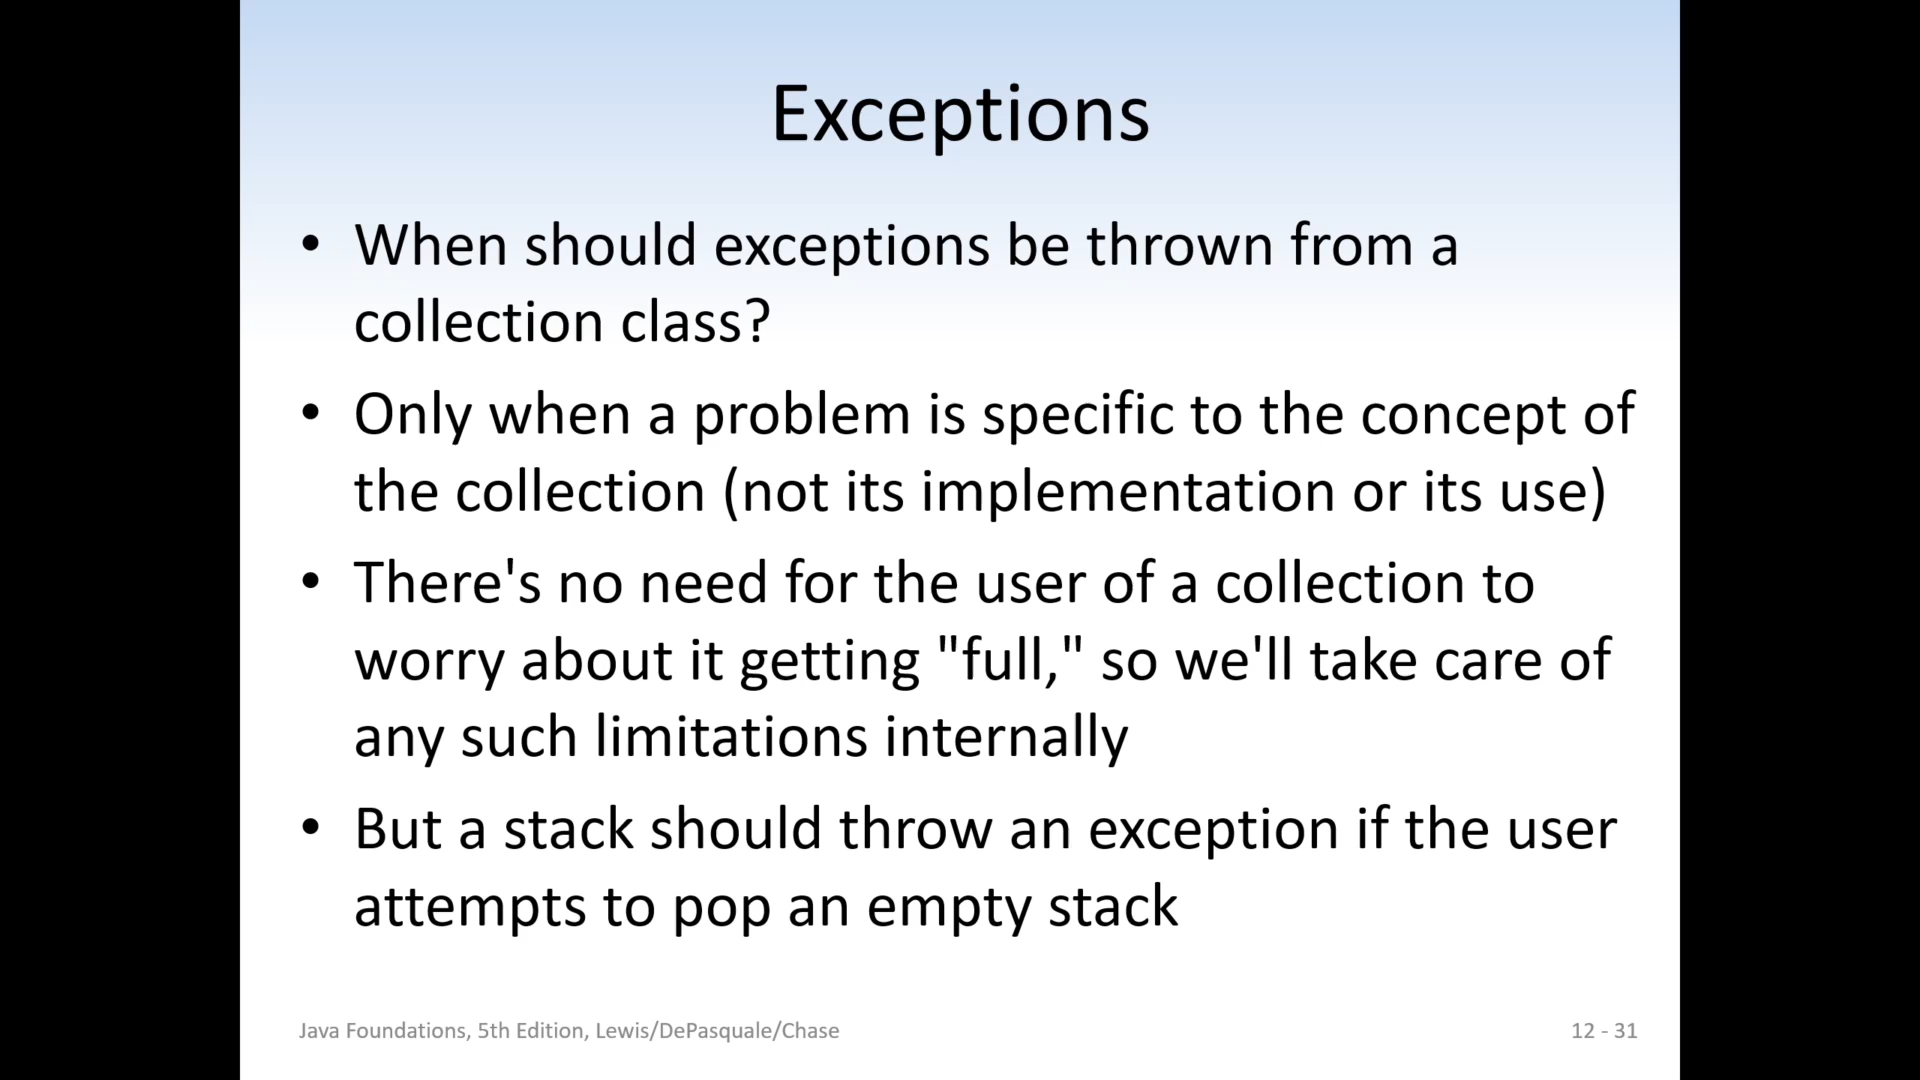 Exceptions
• When should exceptions be thrown from a
collection class?
• Only when a problem is specific to the concept of
the collection (not its implementation or its use)
• There's no need for the user of a collection to
worry about it getting "full," so we'll take care of
any such limitations internally
• But a stack should throw an exception if the user
attempts to pop an empty stack
Java Foundations, 5th Edition, Lewis/DePasquale/Chase
12 - 31